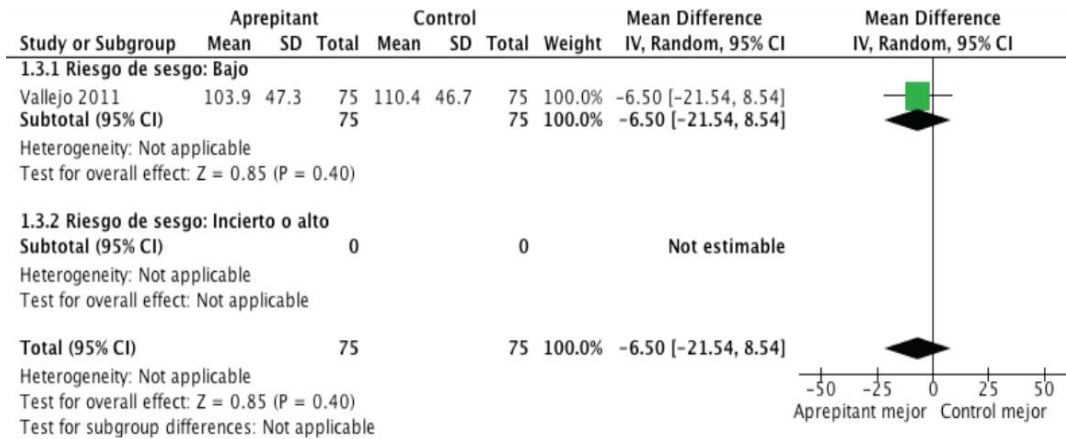 Aprepitant Control Mean Difference Mean Difference
Study or Subgroup Mean SD Total Mean SD Total Weight IV, Random, 95% CI IV, Random, 95% CI
1.3.1 Riesgo de sesgo: Bajo
Vallejo 2011 103.9 47.3 75 110.4 46.7 75 100.0% -6.50 [-21.54, 8.54]
Subtotal (95% CI) 75 75 100.0% -6.50 [-21.54, 8.54]
Heterogeneity: Not applicable
Test for overall effect: Z = 0.85 (P = 0.40)
1.3.2 Riesgo de sesgo: Incierto o alto
Subtotal (95% CI) 0 0 Not estimable
Heterogeneity: Not applicable
Test for overall effect: Not applicable
Total (95% CI) 75 75 100.0% -6.50 [-21.54, 8.54]
Heterogeneity: Not applicable
Test for overall effect: Z = 0.85 (P = 0.40)
Test for subgroup differences: Not applicable
-50 -25 0 25 50
Aprepitant mejor Control mejor